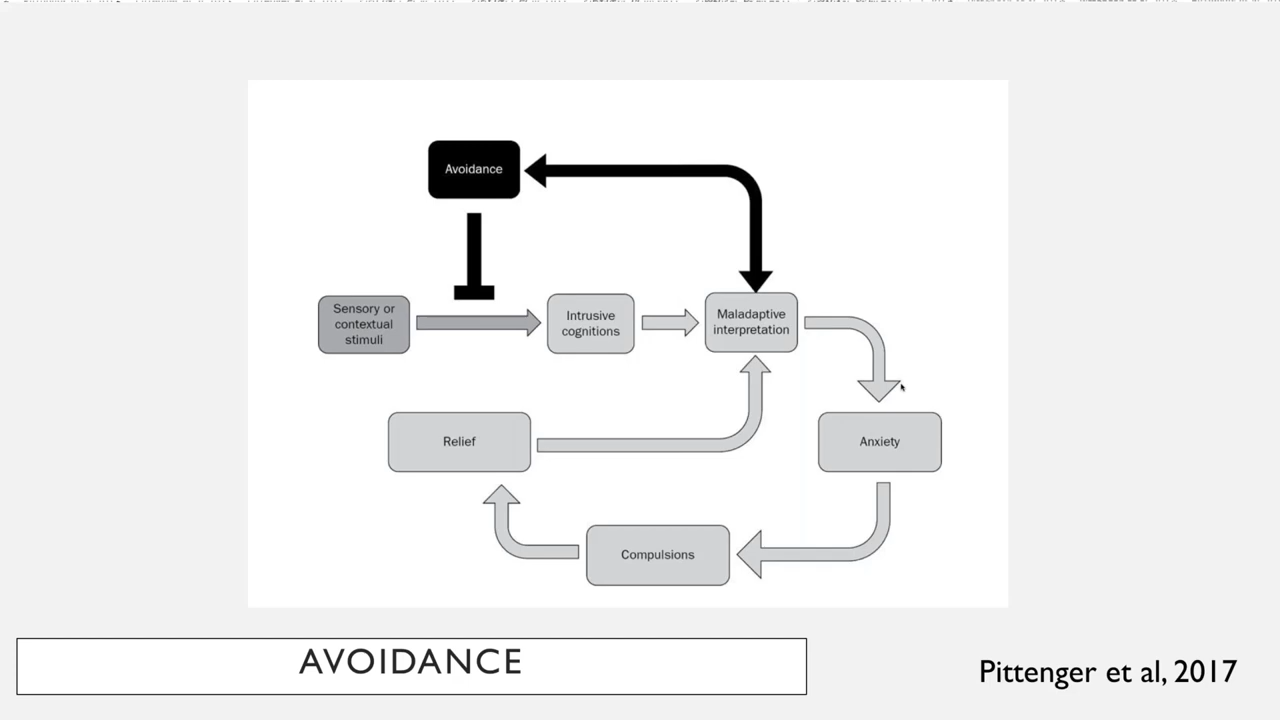 Avoidance
Sensory or
contextual
stimuli
Intrusive
cognitions
Maladaptive
interpretation
Relief
Anxiety
Compulsions
AVOIDANCE
Pittenger et al, 2017